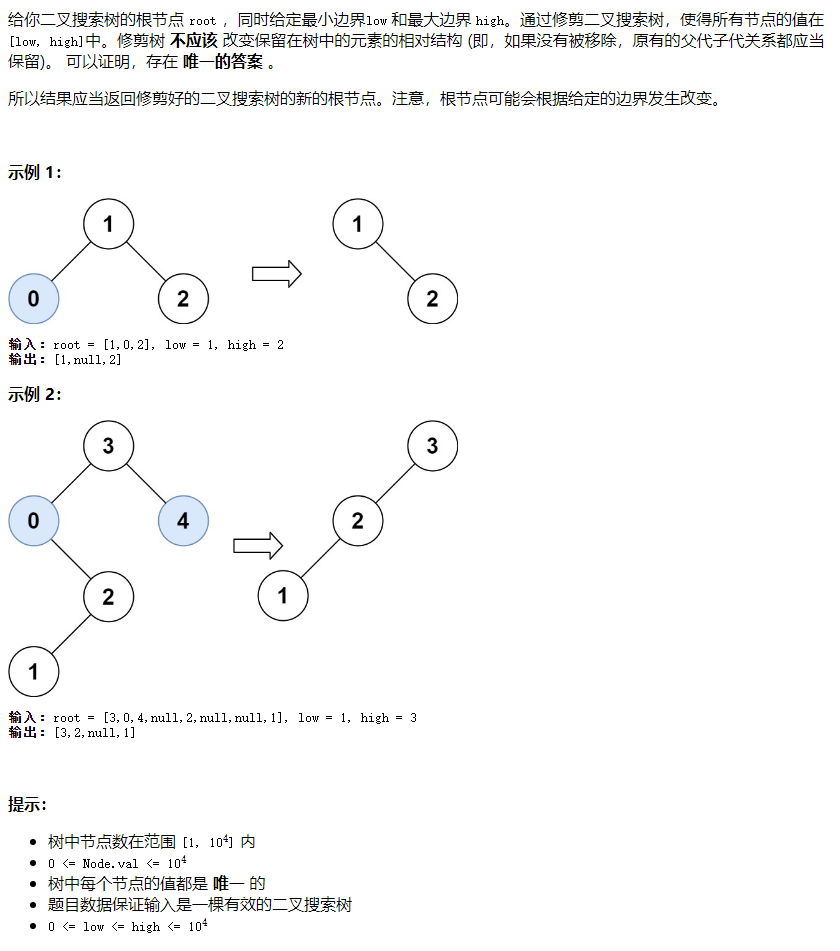 给你二叉搜索树的根节点 root ，同时给定最小边界low 和最大边界 high。通过修剪二叉搜索树，使得所有节点的值在
[low, high]中。修剪树 不应该 改变保留在树中的元素的相对结构 (即，如果没有被移除，原有的父代子代关系都应当
保留)。 可以证明，存在 唯一的答案 。
所以结果应当返回修剪好的二叉搜索树的新的根节点。注意，根节点可能会根据给定的边界发生改变。
示例 1：
1 1
0 2 2
输入：root = [1,0,2], low = 1, high = 2
输出：[1,null,2]
示例 2：
3 3
0 4 2
2 1
1
输入：root = [3,0,4,null,2,null,null,1], low = 1, high = 3
输出：[3,2,null,1]
提示：
• 树中节点数在范围 [1, 10⁴] 内
• 0 <= Node.val <= 10⁴
• 树中每个节点的值都是 唯一 的
• 题目数据保证输入是一棵有效的二叉搜索树
• 0 <= low <= high <= 10⁴